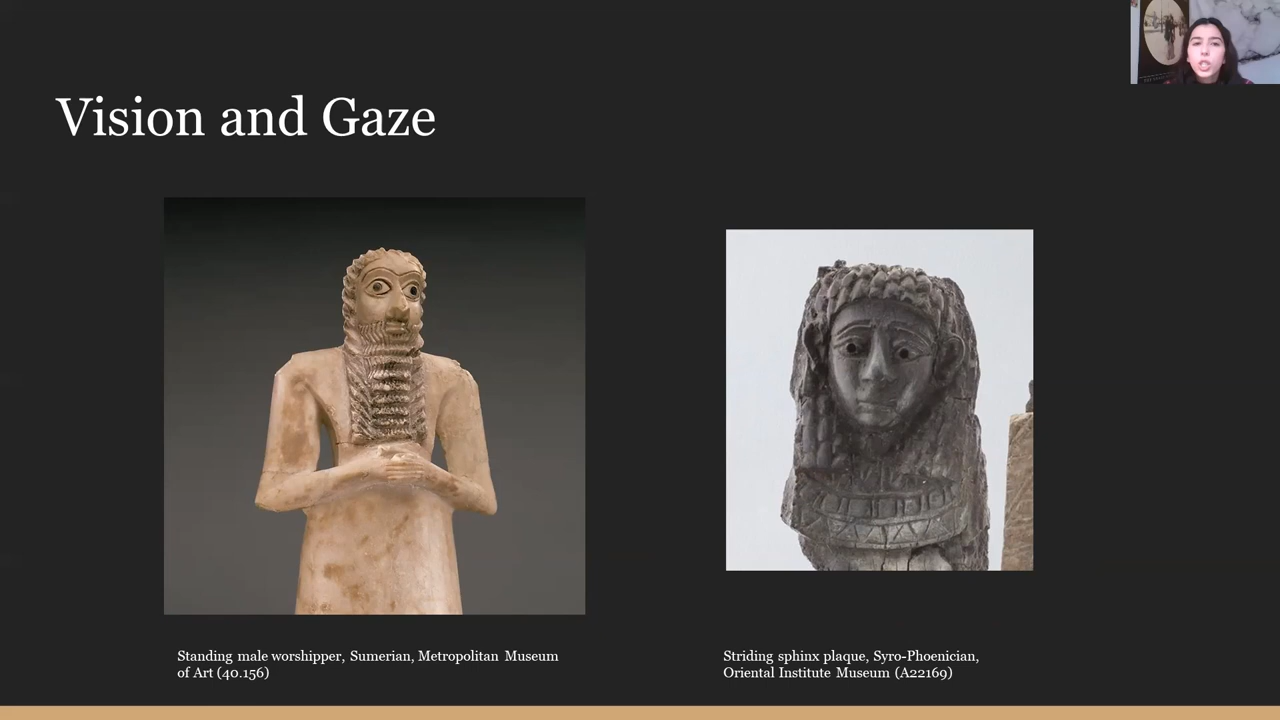 Vision and Gaze
Standing male worshipper, Sumerian, Metropolitan Museum
of Art (40.156)
Striding sphinx plaque, Syro-Phoenician,
Oriental Institute Museum (A22169)